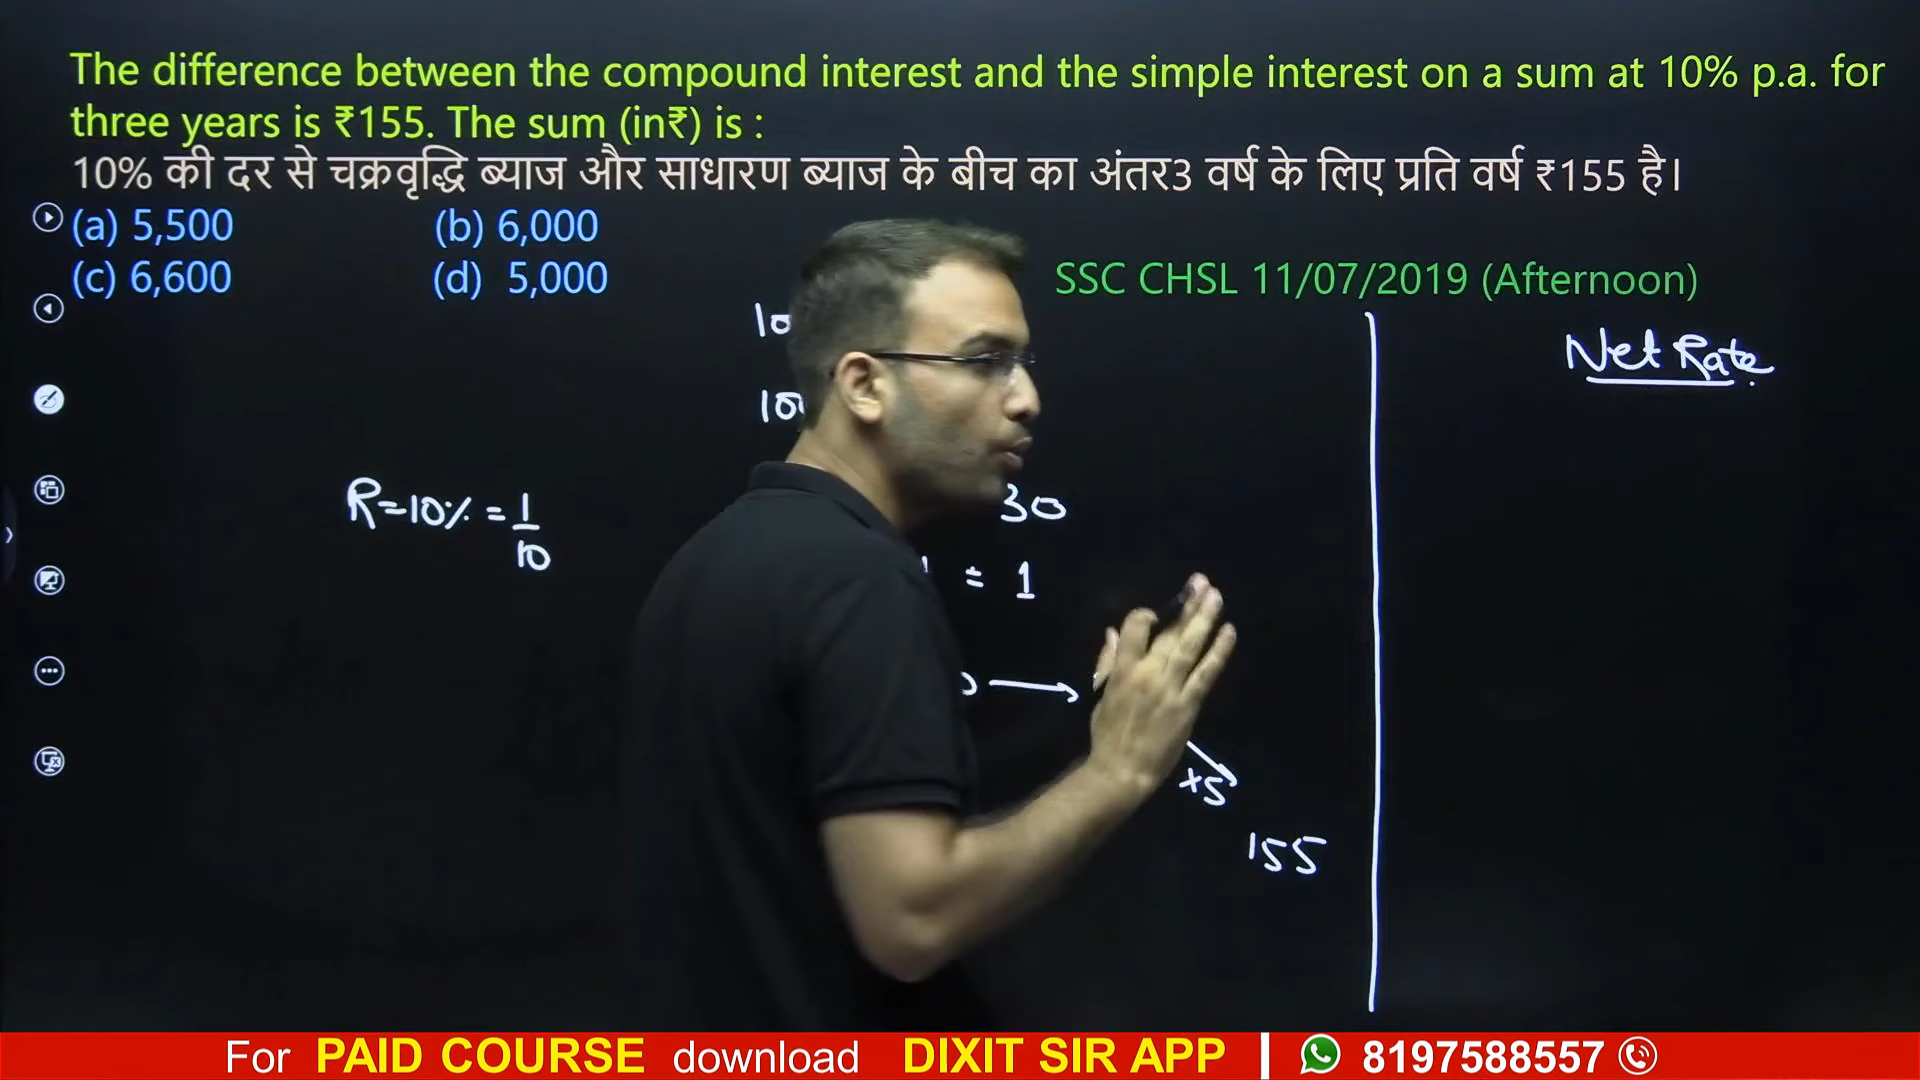 The difference between the compound interest and the simple interest on a sum at 10% p.a. for
three years is ₹155. The sum (in₹) is :
10% की दर से चक्रवृद्धि ब्याज और साधारण ब्याज के बीच का अंतर3 वर्ष के लिए प्रति वर्ष ₹155 है।
(a) 5,500 (b) 6,000
(c) 6,600 (d) 5,000
SSC CHSL 11/07/2019 (Afternoon)
Net Rate
R=10% = 1/10
30
= 1
×5
155
For PAID COURSE download DIXIT SIR APP | 8197588557